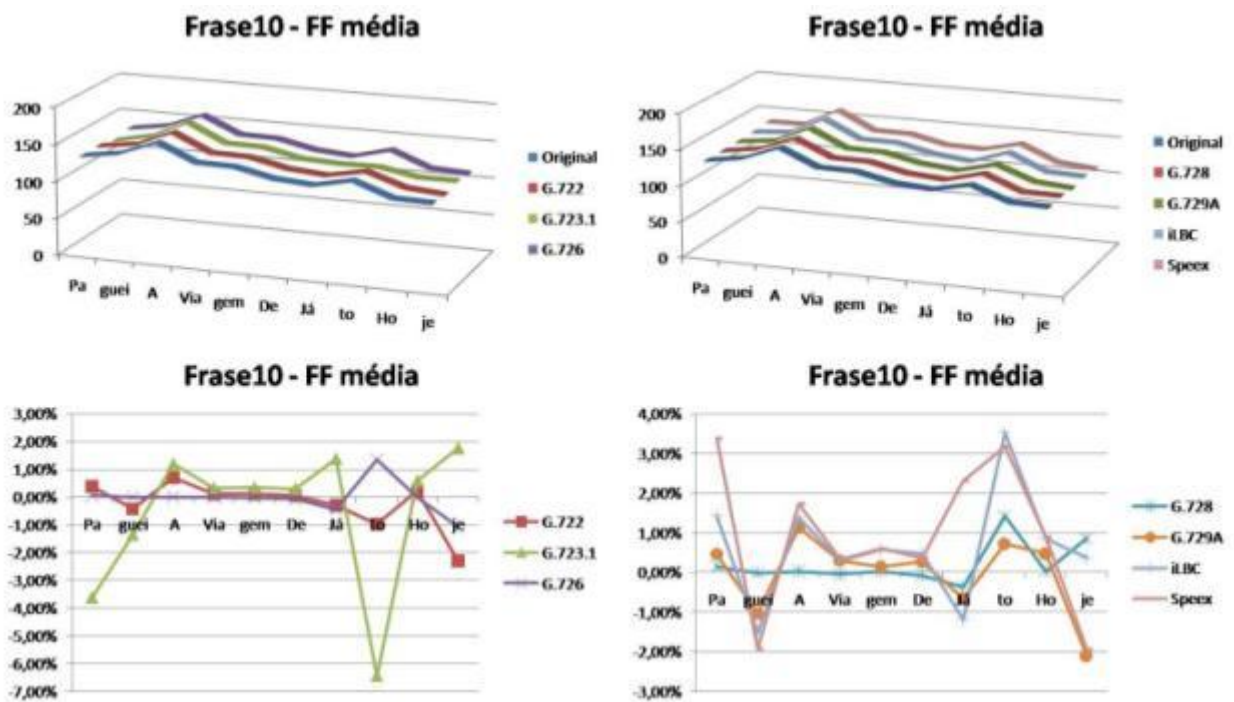 Frase10 - FF média
200
150
100
50
0
Pa guei A Via gem De Já to Ho je
Original
G.722
G.723.1
G.726
Frase10 - FF média
200
150
100
50
0
Pa guei A Via gem De Já to Ho je
Original
G.728
G.729A
iLBC
Speex
Frase10 - FF média
3,00%
2,00%
1,00%
0,00%
-1,00%
-2,00%
-3,00%
-4,00%
-5,00%
-6,00%
-7,00%
Pa guei A Via gem De Já to Ho je
G.722
G.723.1
G.726
Frase10 - FF média
4,00%
3,00%
2,00%
1,00%
0,00%
-1,00%
-2,00%
-3,00%
Pa guei A Via gem De Já to Ho je
G.728
G.729A
iLBC
Speex